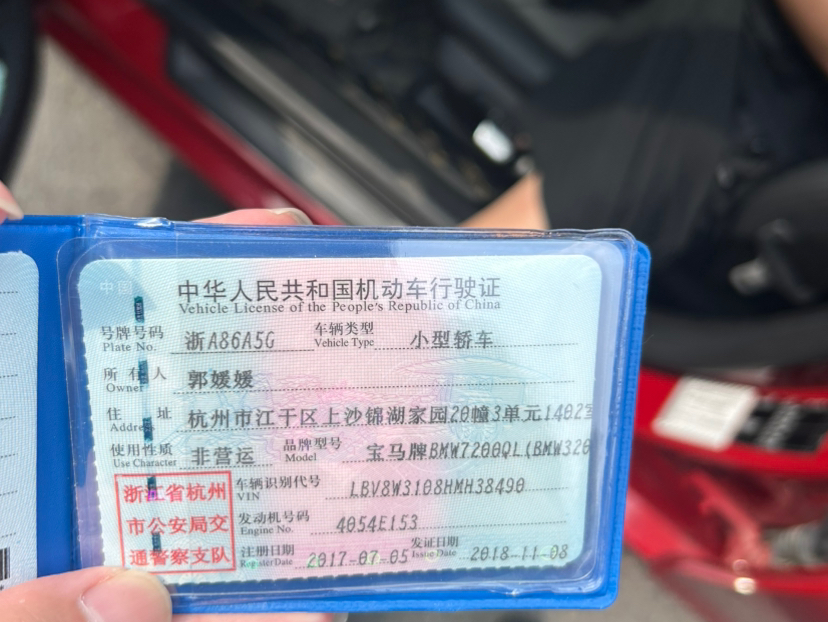 中国
中华人民共和国机动车行驶证
Vehicle License of the People's Republic of China
号牌号码 浙A86A5G 车辆类型 小型轿车
Plate No. Vehicle Type
所有人 郭媛媛
Owner
住址 杭州市江干区上沙锦湖家园20幢3单元1402室
Address
使用性质 非营运 品牌型号 宝马牌BMW7200QL(BMW320
Use Character Model
浙江省杭州
市公安局交
通警察支队
车辆识别代号 LBV8W3108HMH38490
VIN
发动机号码 4054E153
Engine No.
注册日期 2017-07-05 发证日期 2018-11-08
Register Date Issue Date